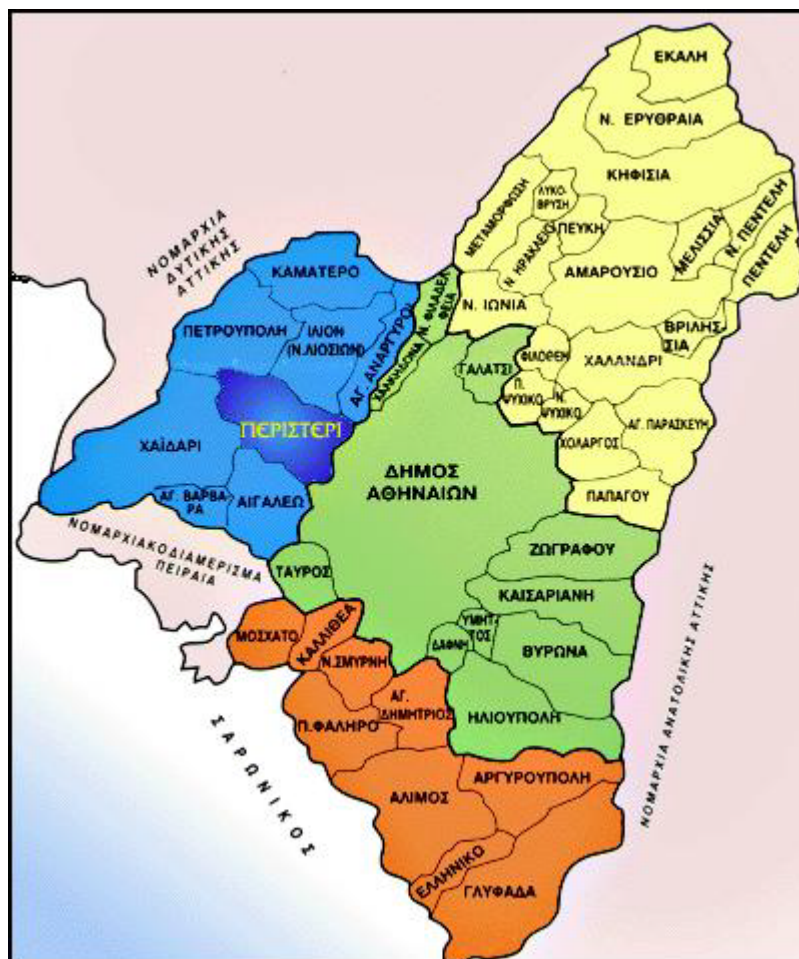 ΕΚΑΛΗ
Ν. ΕΡΥΘΡΑΙΑ
ΚΗΦΙΣΙΑ
ΜΕΤΑΜΟΡΦΩΣΗ
ΛΥΚΟ-
ΒΡΥΣΗ
Ν. ΗΡΑΚΛΕΙΟ
ΠΕΥΚΗ
ΑΜΑΡΟΥΣΙΟ
ΜΕΛΙΣΣΙΑ
Ν. ΠΕΝΤΕΛΗ
ΠΕΝΤΕΛΗ
ΝΟΜΑΡΧΙΑ
ΔΥΤΙΚΗΣ
ΑΤΤΙΚΗΣ
ΚΑΜΑΤΕΡΟ
ΠΕΤΡΟΥΠΟΛΗ
ΙΛΙΟΝ
(Ν.ΛΙΟΣΙΩΝ)
ΑΓ. ΑΝΑΡΓΥΡΟΙ
Ν. ΦΙΛΑΔΕΛ
ΦΕΙΑ
ΧΑΛΚΗΔΟΝΑ
Ν. ΙΩΝΙΑ
ΓΑΛΑΤΣΙ
ΦΙΛΟΘΕΗ
Π.
ΨΥΧΙΚΟ
Ν.
ΨΥΧΙΚΟ
ΧΑΛΑΝΔΡΙ
ΒΡΙΛΗΣ-
ΣΙΑ
ΧΟΛΑΡΓΟΣ
ΑΓ. ΠΑΡΑΣΚΕΥΗ
ΠΑΠΑΓΟΥ
ΠΕΡΙΣΤΕΡΙ
ΧΑΪΔΑΡΙ
ΑΓ. ΒΑΡΒΑ-
ΡΑ
ΑΙΓΑΛΕΩ
ΔΗΜΟΣ
ΑΘΗΝΑΙΩΝ
ΝΟΜΑΡΧΙΑΚΟ ΔΙΑΜΕΡΙΣΜΑ
ΠΕΙΡΑΙΑ
ΤΑΥΡΟΣ
ΖΩΓΡΑΦΟΥ
ΚΑΙΣΑΡΙΑΝΗ
ΥΜΗΤ-
ΤΟΣ
ΔΑΦΝΗ
ΒΥΡΩΝΑ
ΗΛΙΟΥΠΟΛΗ
ΝΟΜΑΡΧΙΑ ΑΝΑΤΟΛΙΚΗΣ ΑΤΤΙΚΗΣ
ΜΟΣΧΑΤΟ
ΚΑΛΛΙΘΕΑ
Ν.ΣΜΥΡΝΗ
ΑΓ.
ΔΗΜΗΤΡΙΟΣ
Π.ΦΑΛΗΡΟ
ΣΑΡΩΝΙΚΟΣ
ΑΛΙΜΟΣ
ΑΡΓΥΡΟΥΠΟΛΗ
ΕΛΛΗΝΙΚΟ
ΓΛΥΦΑΔΑ